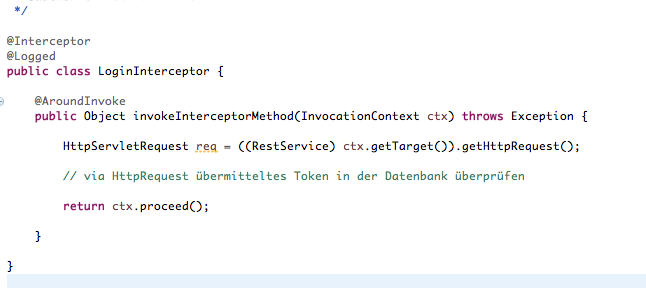 */
@Interceptor
@Logged
public class LoginInterceptor {
@AroundInvoke
public Object invokeInterceptorMethod(InvocationContext ctx) throws Exception {
HttpServletRequest req = ((RestService) ctx.getTarget()).getHttpRequest();
// via HttpRequest übermitteltes Token in der Datenbank überprüfen
return ctx.proceed();
}
}